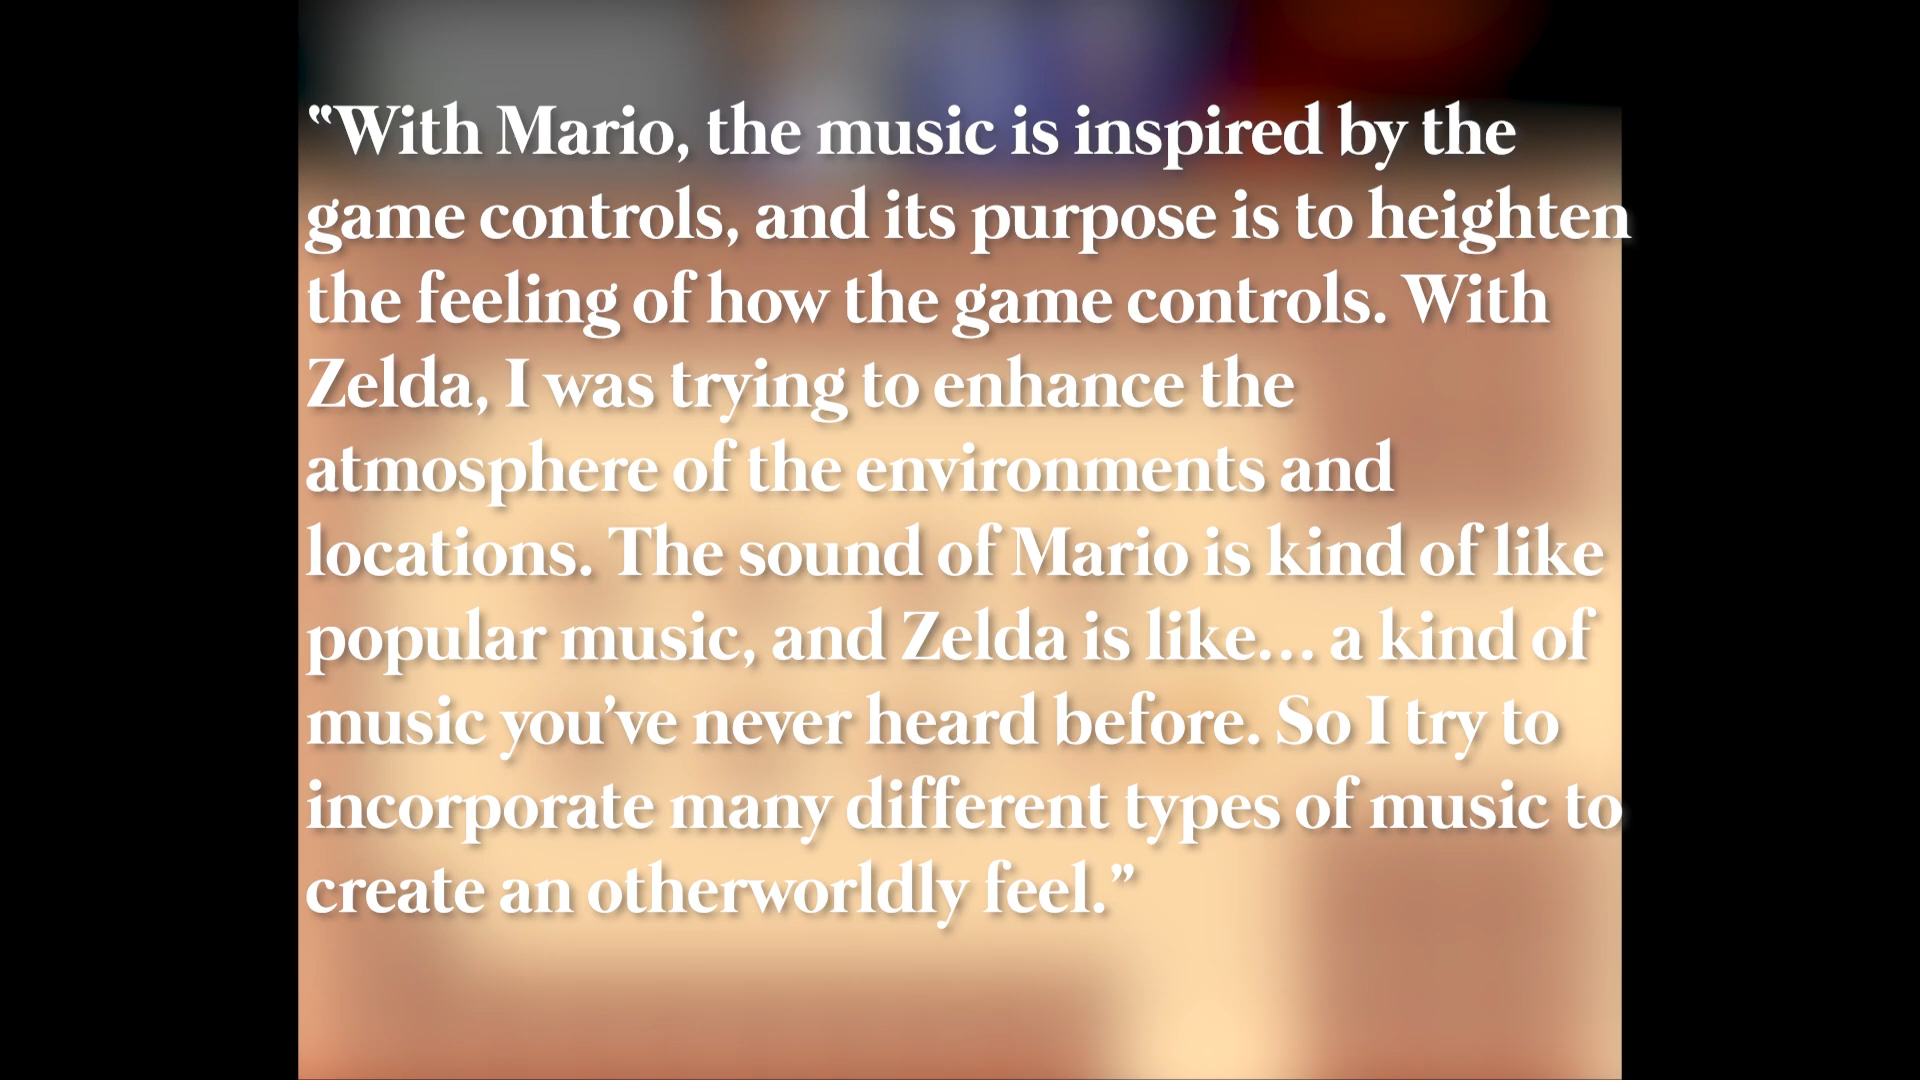 “With Mario, the music is inspired by the
game controls, and its purpose is to heighten
the feeling of how the game controls. With
Zelda, I was trying to enhance the
atmosphere of the environments and
locations. The sound of Mario is kind of like
popular music, and Zelda is like… a kind of
music you’ve never heard before. So I try to
incorporate many different types of music to
create an otherworldly feel.”